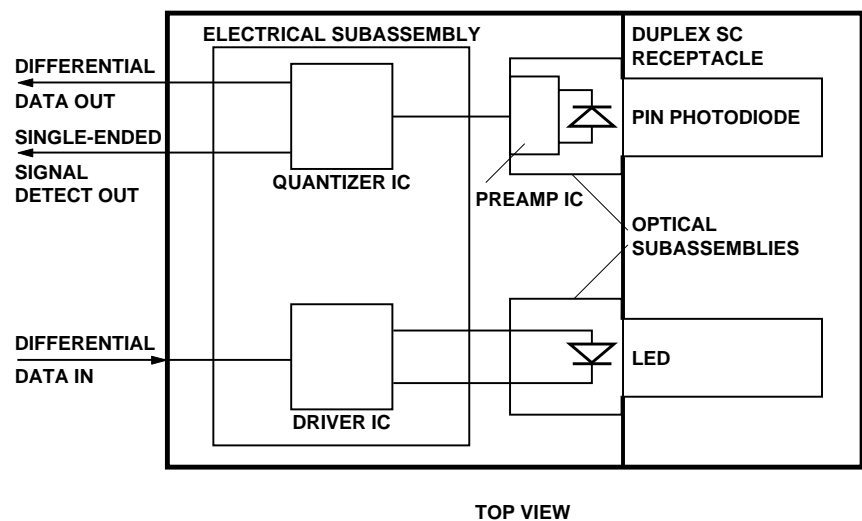 ELECTRICAL SUBASSEMBLY
DUPLEX SC
RECEPTACLE
DIFFERENTIAL
DATA OUT
SINGLE-ENDED
SIGNAL
DETECT OUT
QUANTIZER IC
PREAMP IC
PIN PHOTODIODE
OPTICAL
SUBASSEMBLIES
DIFFERENTIAL
DATA IN
DRIVER IC
LED
TOP VIEW